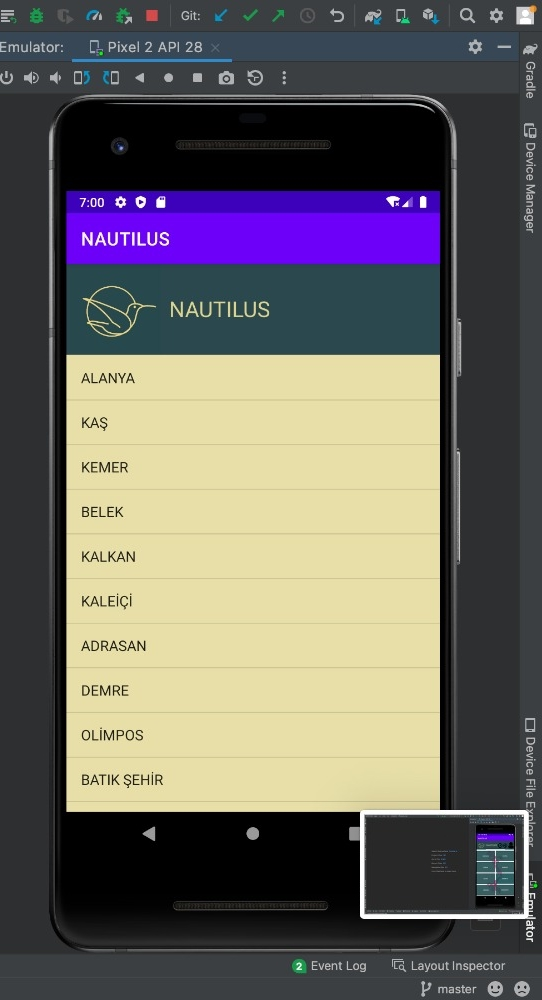 Git:
Emulator:
Pixel 2 API 28
Gradle
Device Manager
7:00
NAUTILUS
NAUTILUS
ALANYA
KAŞ
KEMER
BELEK
KALKAN
KALEİÇİ
ADRASAN
DEMRE
OLİMPOS
BATIK ŞEHİR
Device File Explorer
Emulator
2 Event Log
Layout Inspector
master